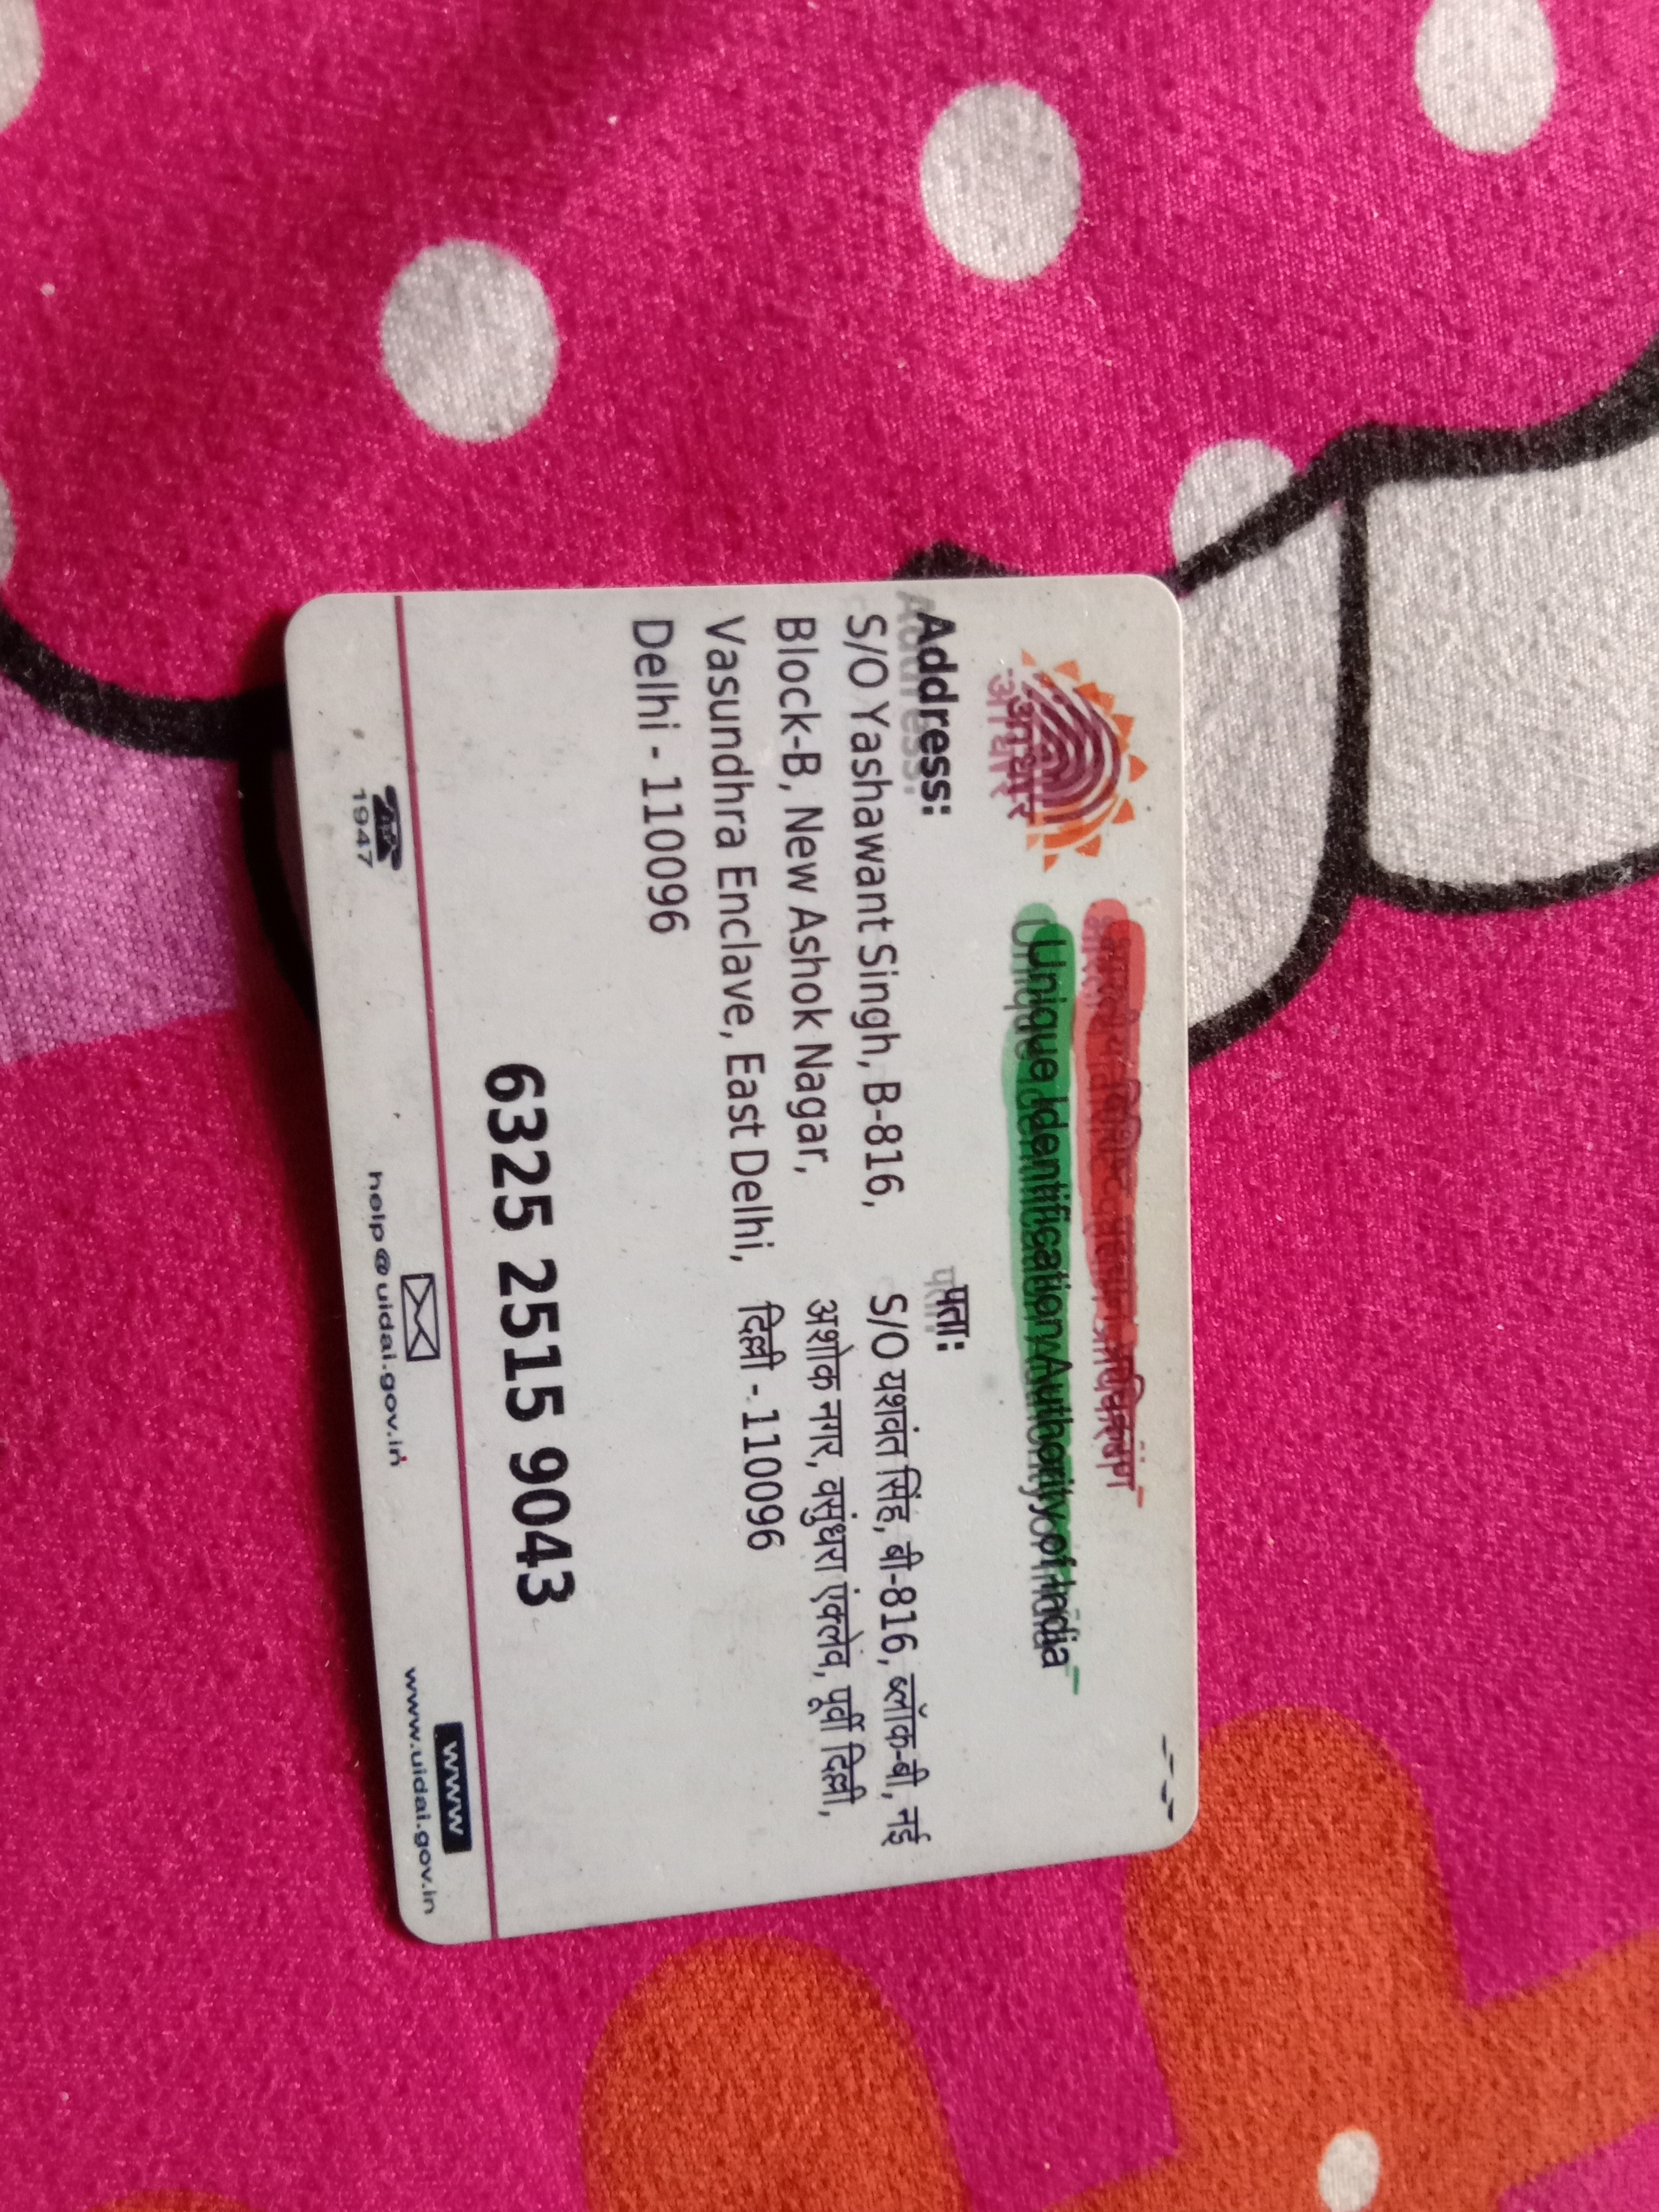 आधार
भारतीय विशिष्ट पहचान प्राधिकरण
Unique Identification Authority of India
Address:
S/O Yashawant Singh, B-816,
Block-B, New Ashok Nagar,
Vasundhra Enclave, East Delhi,
Delhi - 110096
पता:
S/O यशवंत सिंह, बी-816, ब्लॉक-बी, नई
अशोक नगर, वसुंधरा एंक्लेव, पूर्वी दिल्ली,
दिल्ली - 110096
6325 2515 9043
1947
help@uidai.gov.in
www
www.uidai.gov.in